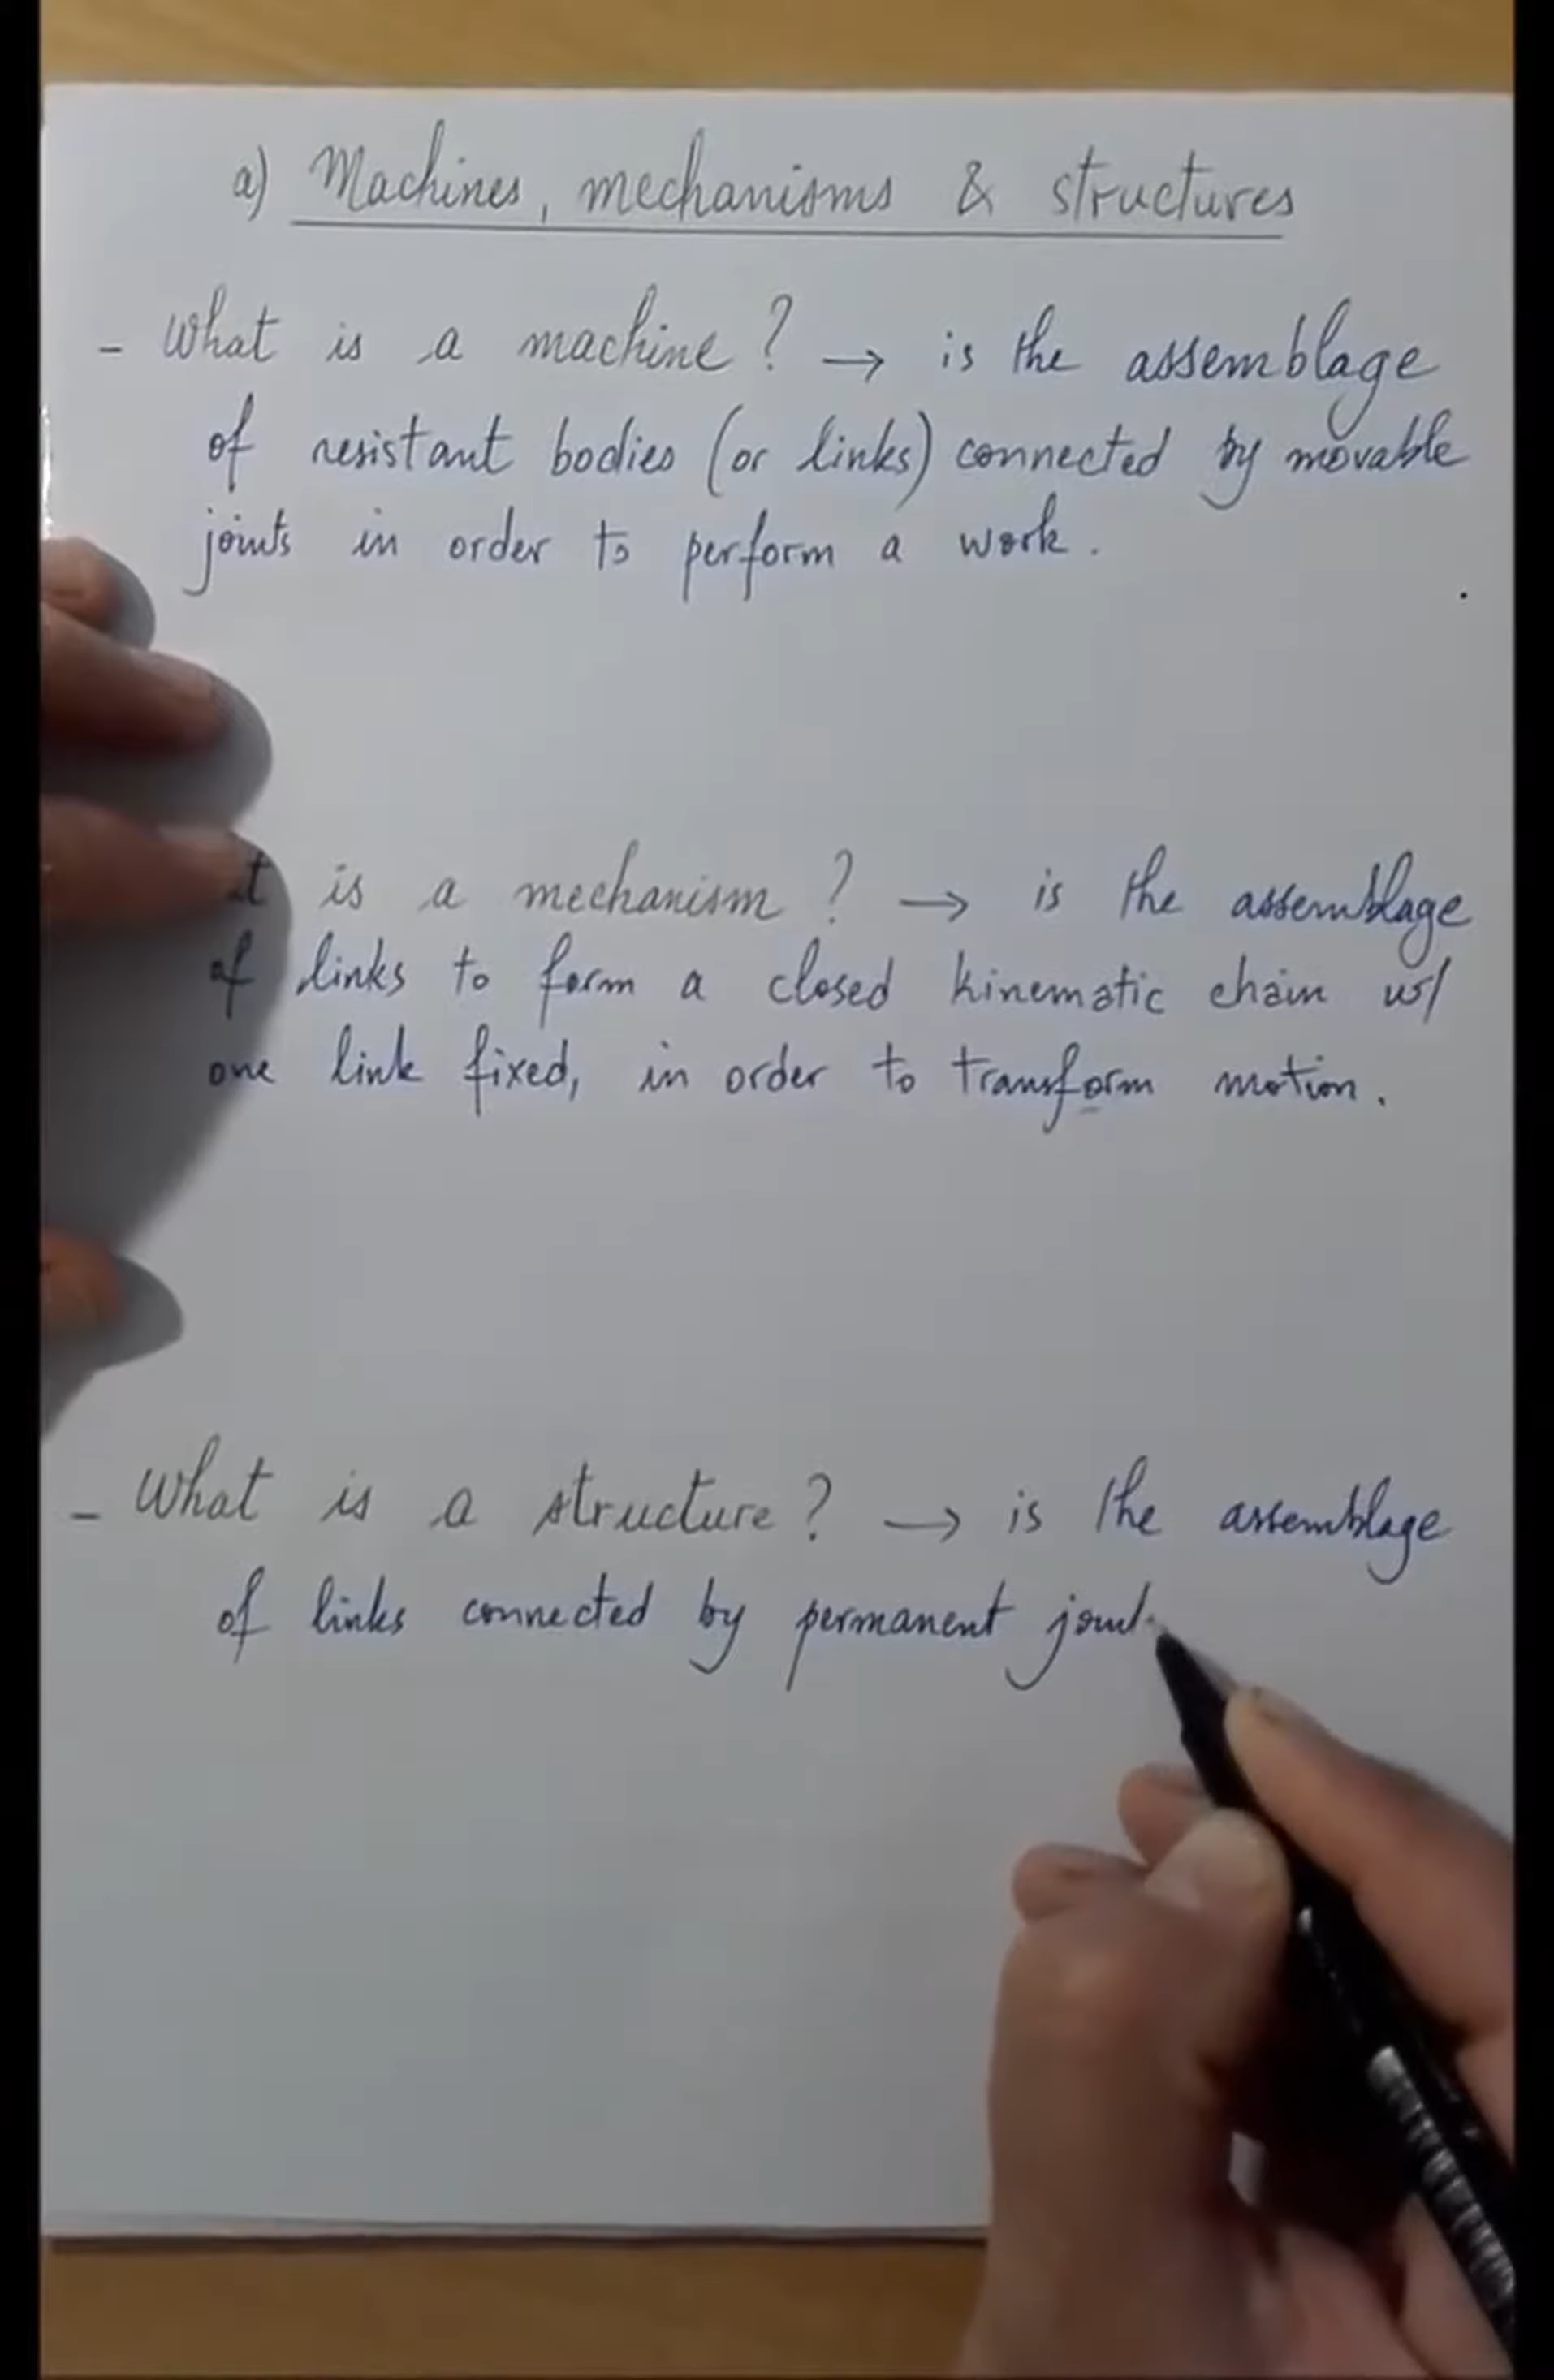 a) Machines, mechanisms & structures
- What is a machine? → is the assemblage
of resistant bodies (or links) connected by movable
joints in order to perform a work.
is a mechanism? → is the assemblage
of links to form a closed kinematic chain w/
one link fixed, in order to transform motion.
- What is a structure? → is the assemblage
of links connected by permanent